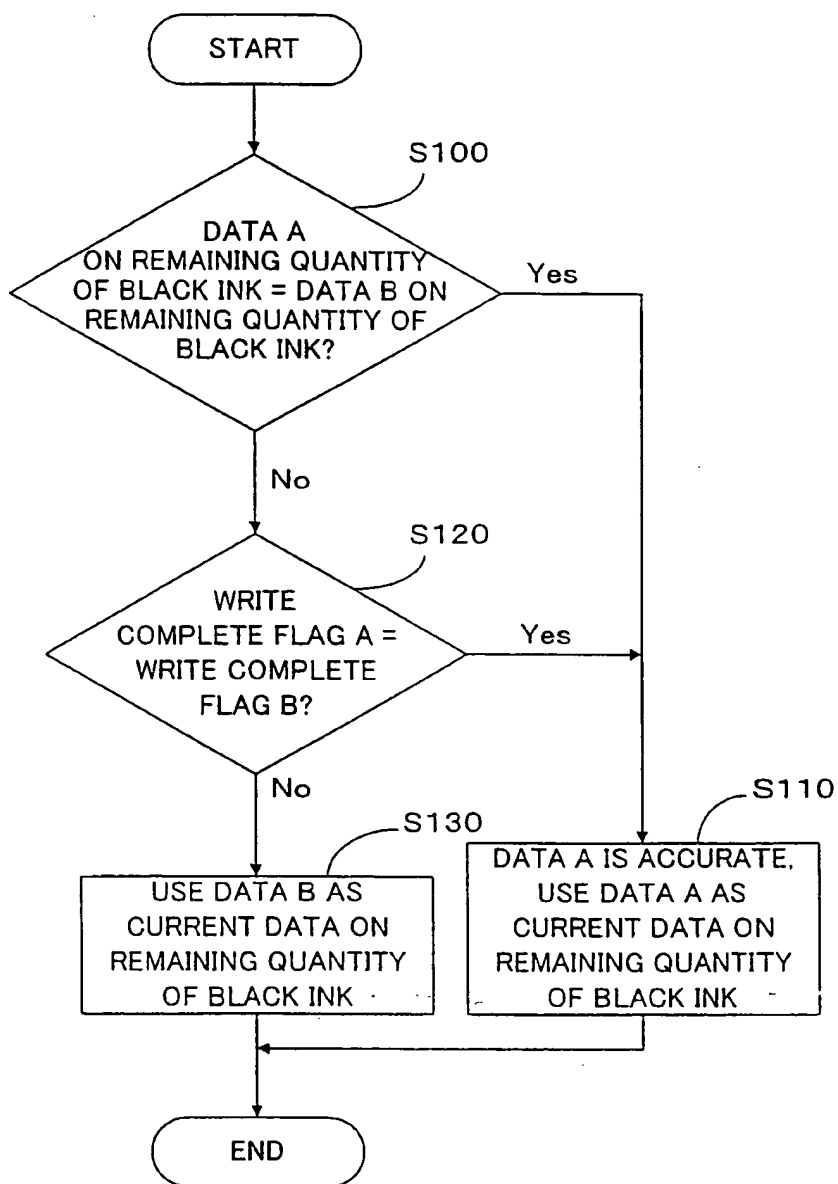 START
S100
DATA A
ON REMAINING QUANTITY
OF BLACK INK = DATA B ON
REMAINING QUANTITY OF
BLACK INK?
Yes
No
S120
WRITE
COMPLETE FLAG A =
WRITE COMPLETE
FLAG B?
Yes
No
S130
USE DATA B AS
CURRENT DATA ON
REMAINING QUANTITY
OF BLACK INK
S110
DATA A IS ACCURATE,
USE DATA A AS
CURRENT DATA ON
REMAINING QUANTITY
OF BLACK INK
END